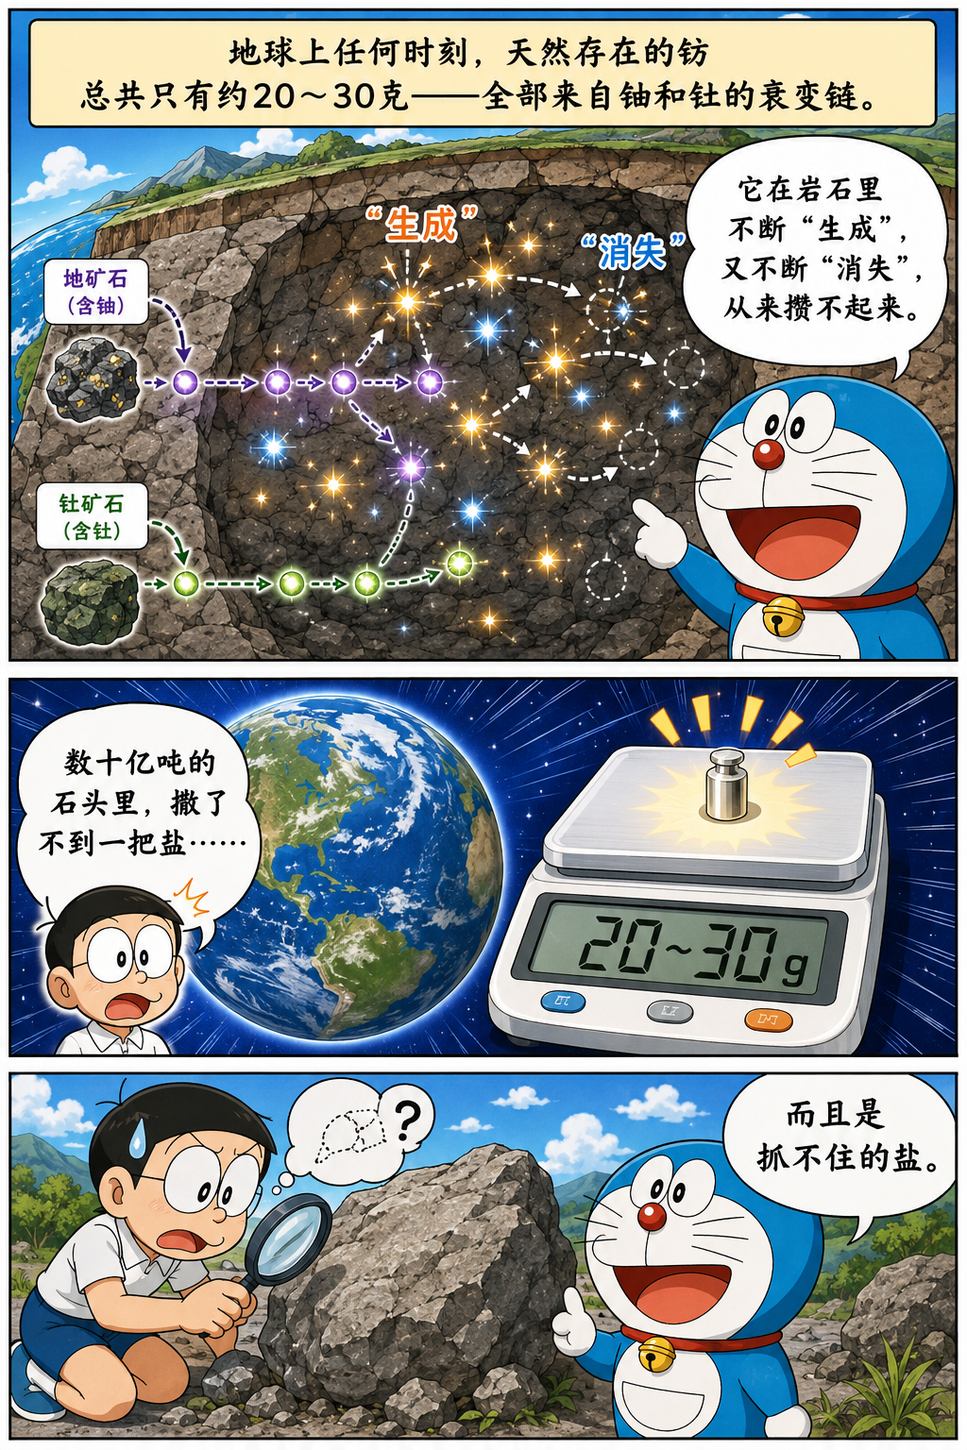 地球上任何时刻，天然存在的钫
总共只有约20～30克——全部来自铀和钍的衰变链。
它在岩石里
不断“生成”，
又不断“消失”，
从来攒不起来。
“生成”
“消失”
地矿石
（含铀）
钍矿石
（含钍）
数十亿吨的
石头里，撒了
不到一把盐……
20~30g
？
而且是
抓不住的盐。